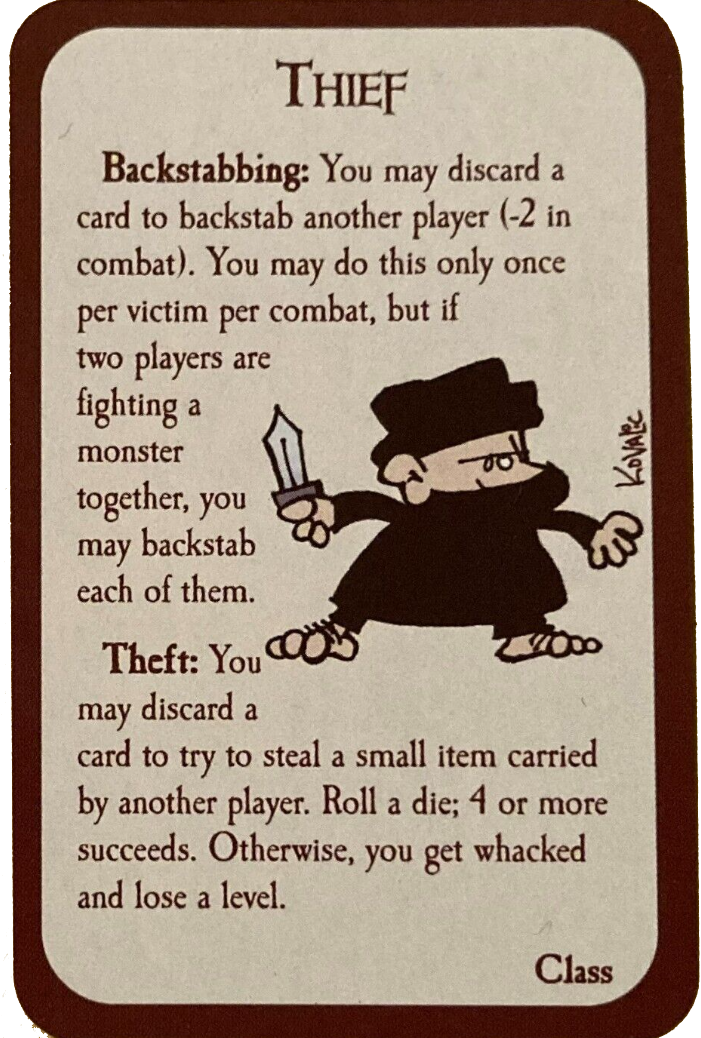 THIEF
Backstabbing: You may discard a
card to backstab another player (-2 in
combat). You may do this only once
per victim per combat, but if
two players are
fighting a
monster
together, you
may backstab
each of them.
KOVALIC
Theft: You
may discard a
card to try to steal a small item carried
by another player. Roll a die; 4 or more
succeeds. Otherwise, you get whacked
and lose a level.
Class